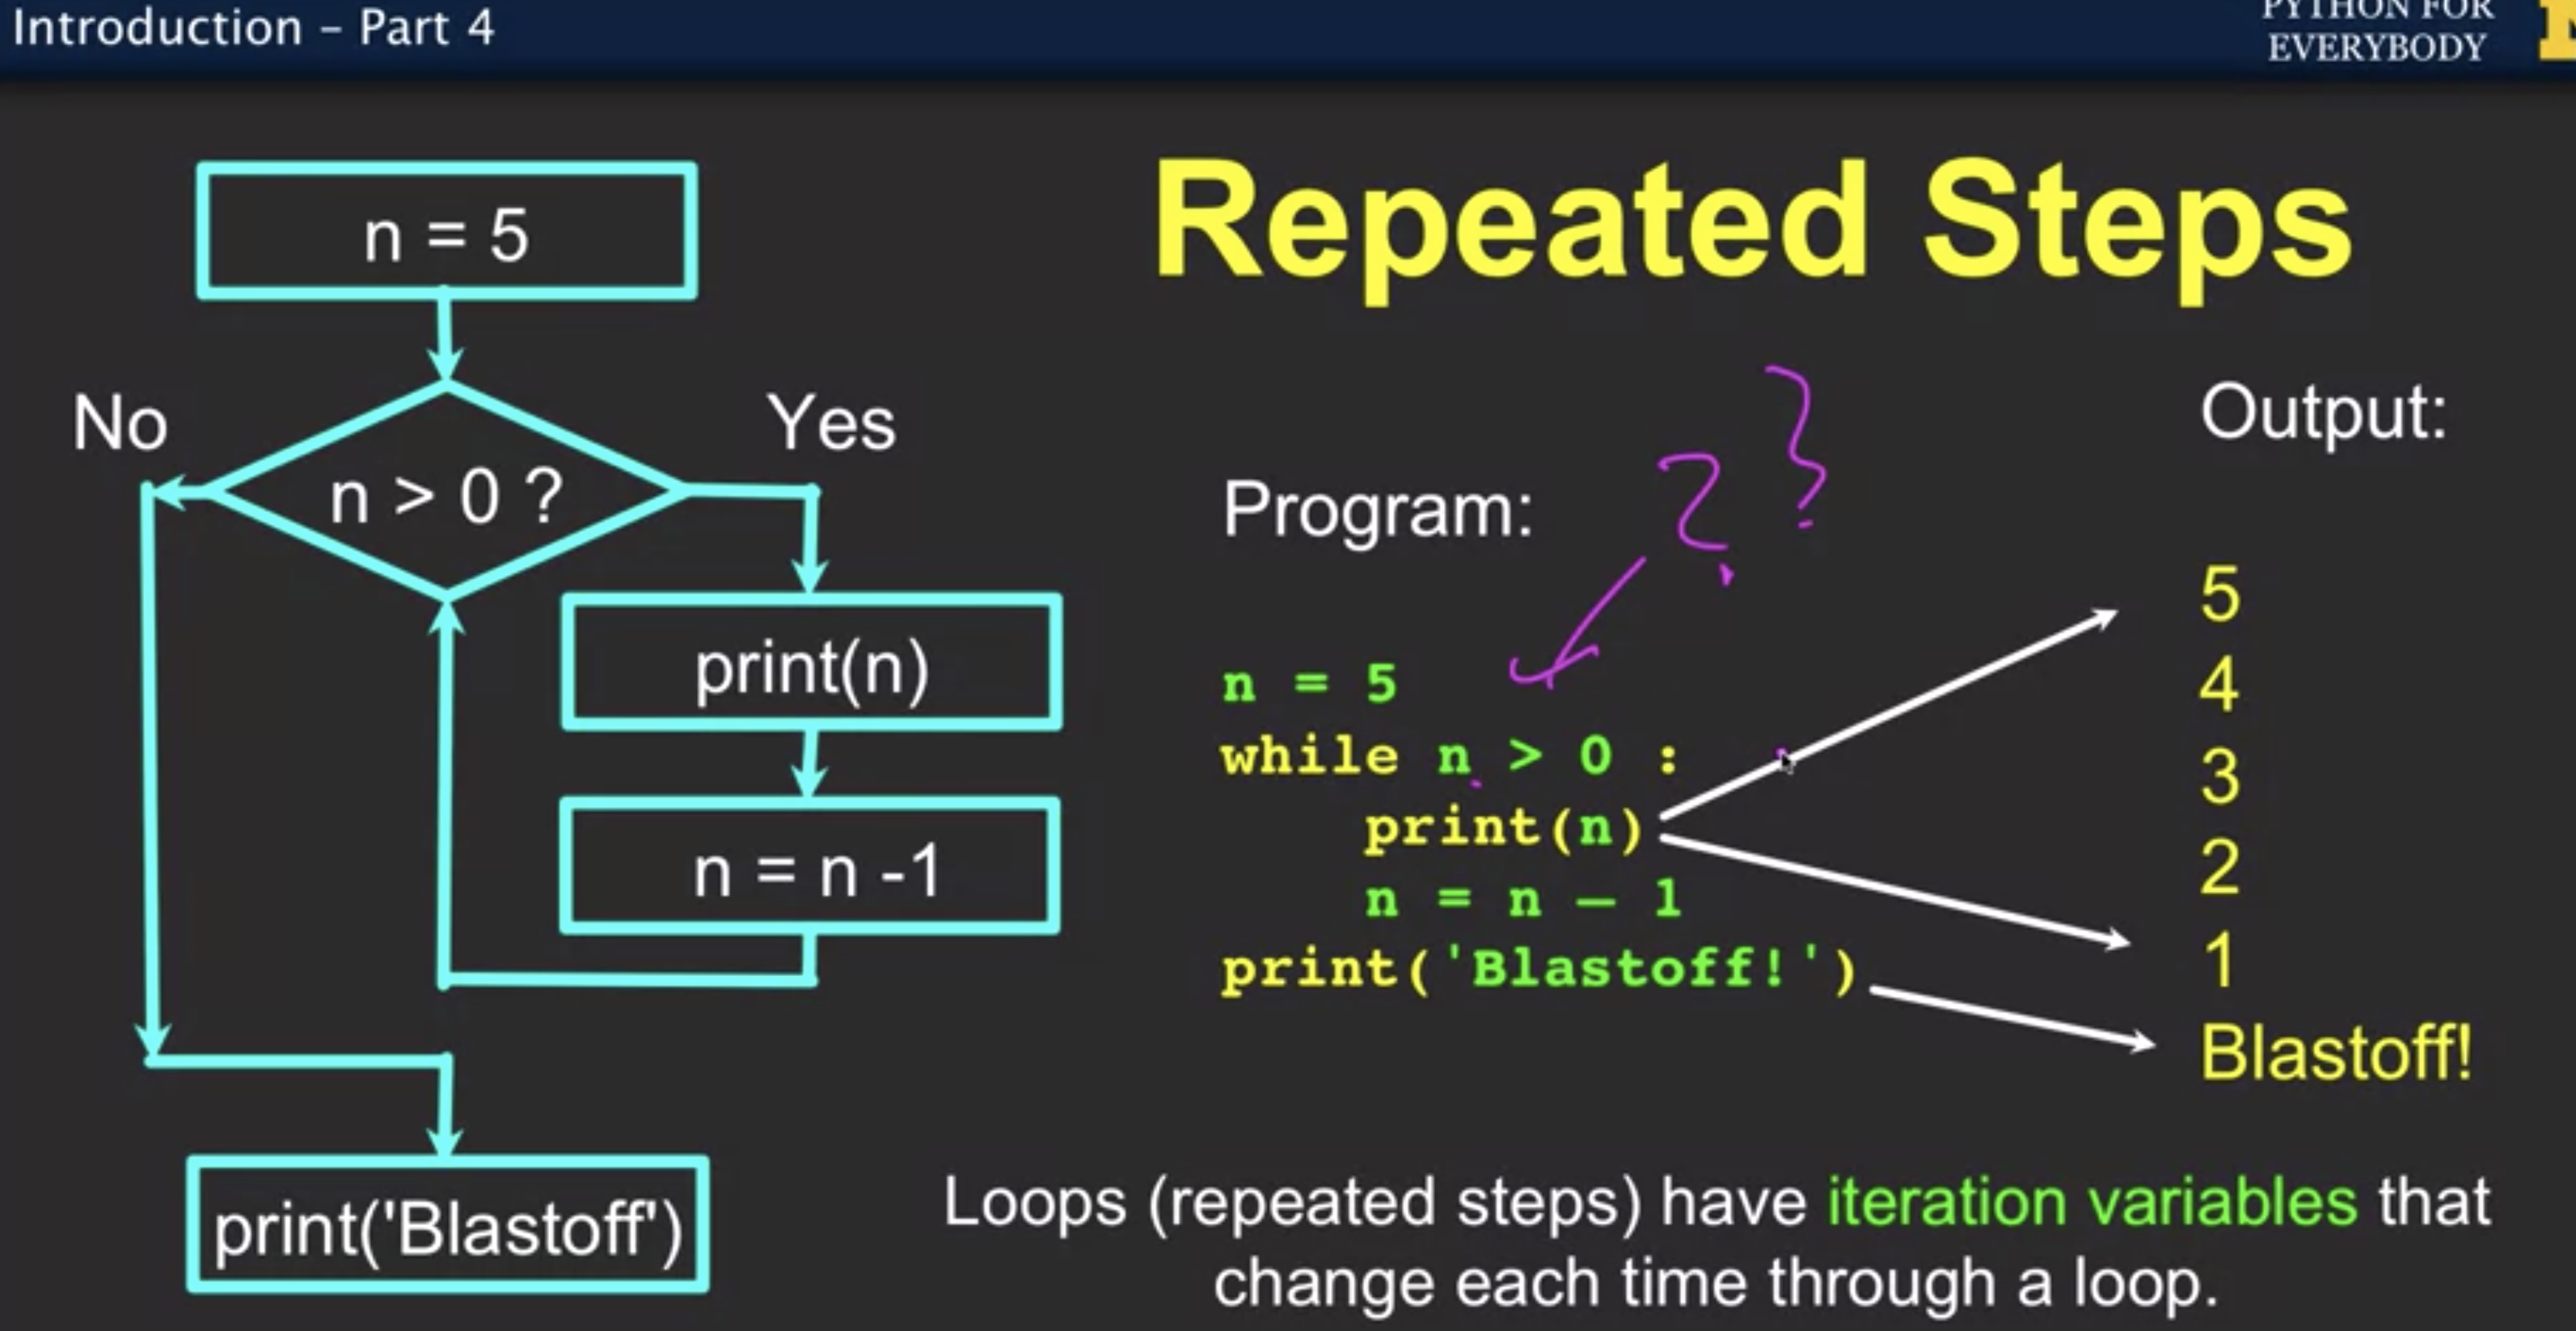 Introduction – Part 4
PYTHON FOR
EVERYBODY
Repeated Steps
n = 5
No
Yes
n > 0 ?
print(n)
n = n -1
print('Blastoff')
Program:
? ?
n = 5
while n > 0 :
    print(n)
    n = n – 1
print('Blastoff!')
Output:
5
4
3
2
1
Blastoff!
Loops (repeated steps) have iteration variables that
change each time through a loop.